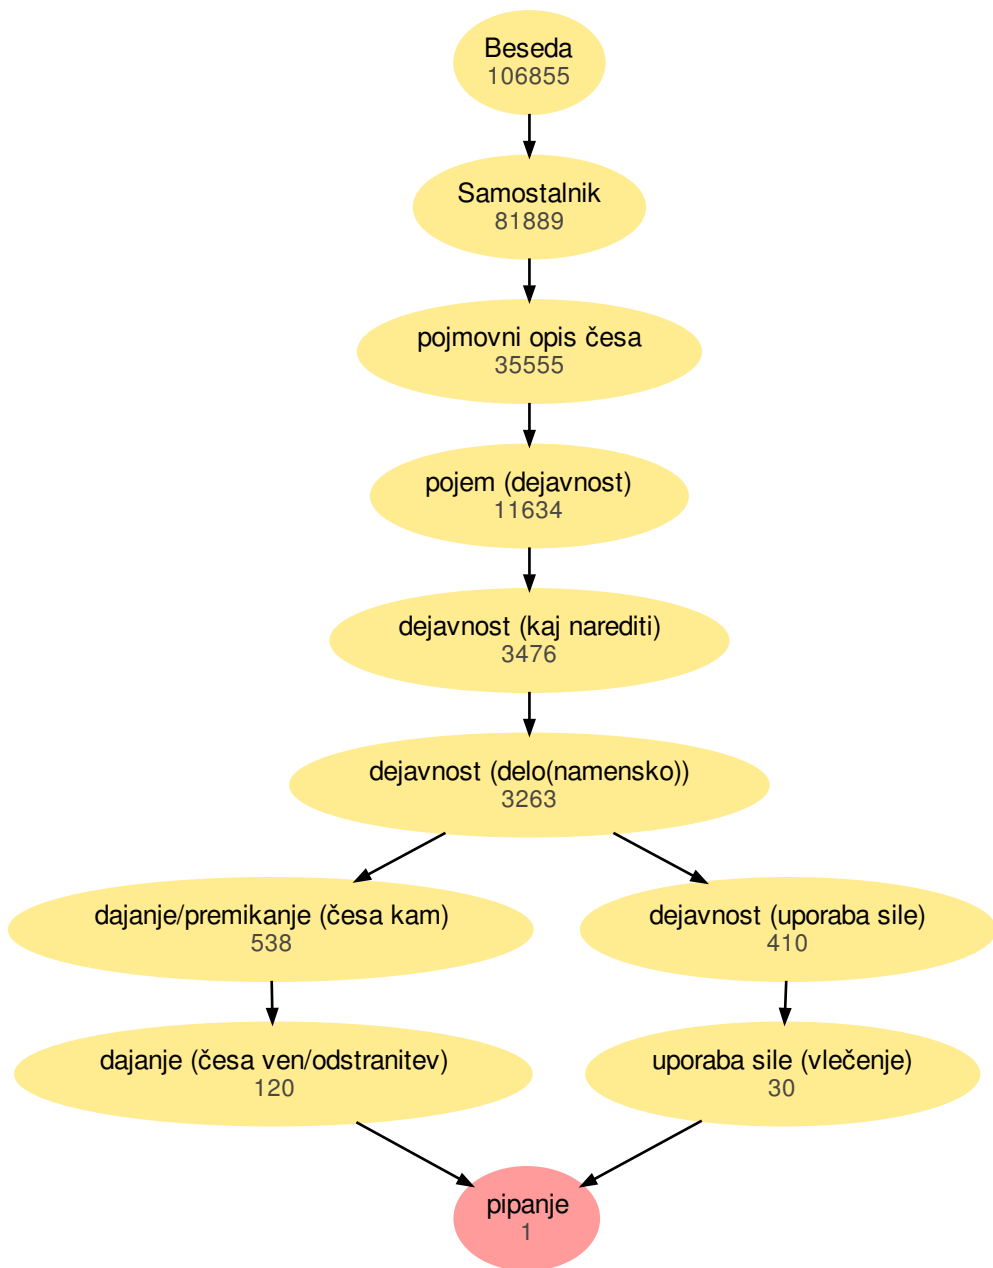 Beseda
106855
Samostalnik
81889
pojmovni opis česa
35555
pojem (dejavnost)
11634
dejavnost (kaj narediti)
3476
dejavnost (delo(namensko))
3263
dajanje/premikanje (česa kam)
538
dejavnost (uporaba sile)
410
dajanje (česa ven/odstranitev)
120
uporaba sile (vlečenje)
30
pipanje
1